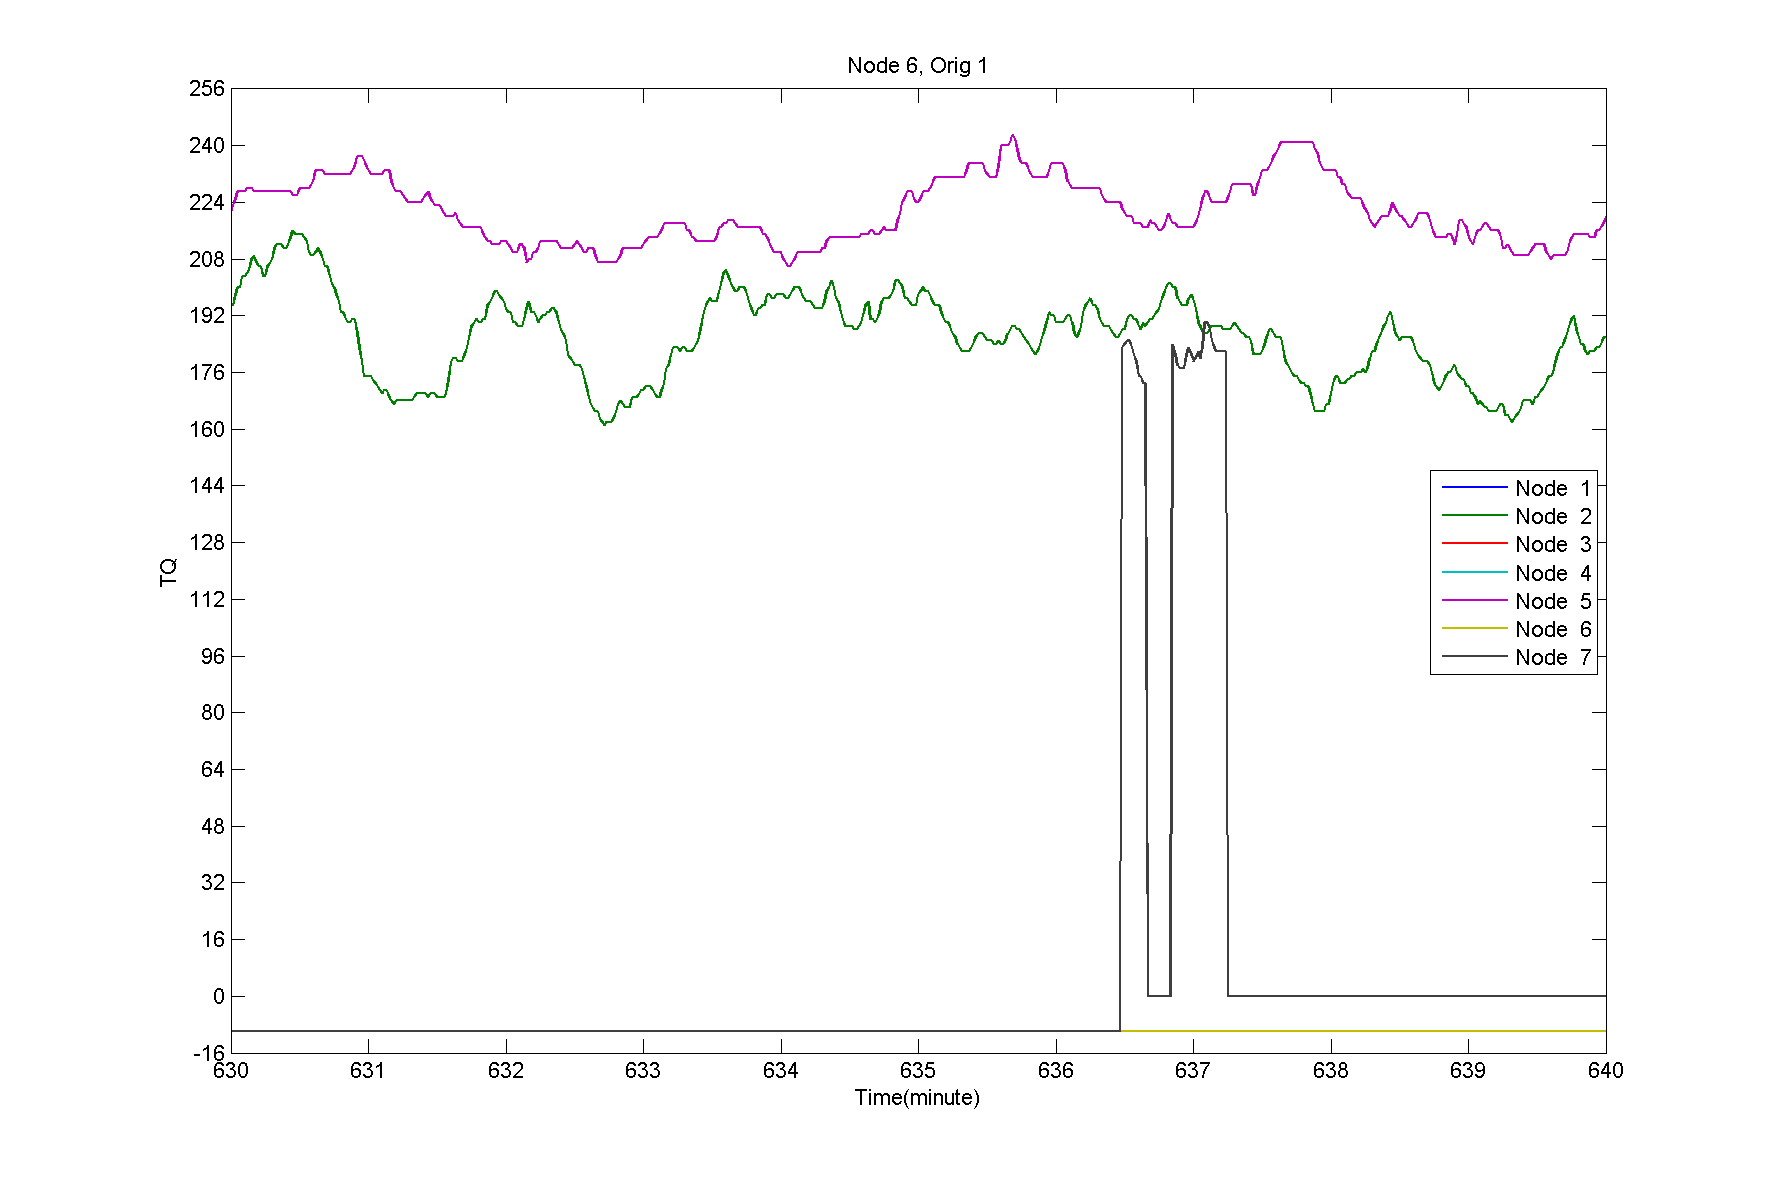 Node 6, Orig 1
256
240
224
208
192
176
160
144
128
112
96
80
64
48
32
16
0
-16
TQ
Node 1
Node 2
Node 3
Node 4
Node 5
Node 6
Node 7
630 631 632 633 634 635 636 637 638 639 640
Time(minute)